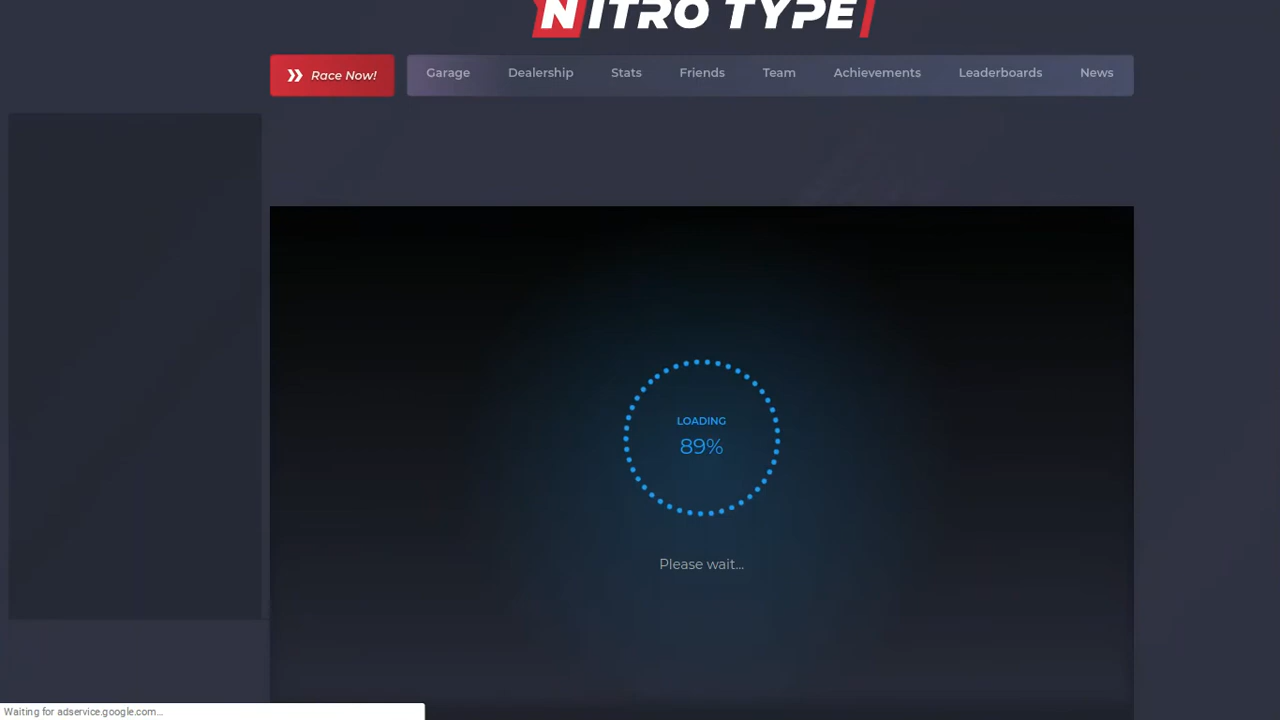 NITRO TYPE
Race Now!
Garage Dealership Stats Friends Team Achievements Leaderboards News
LOADING
89%
Please wait...
Waiting for adservice.google.com...